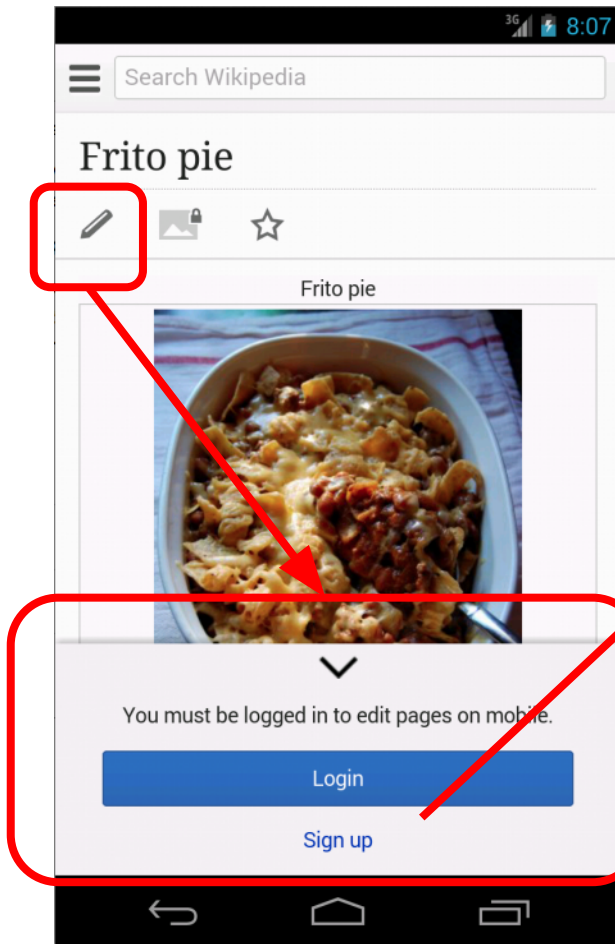 3G 8:07
Search Wikipedia
Frito pie
Frito pie
You must be logged in to edit pages on mobile.
Login
Sign up